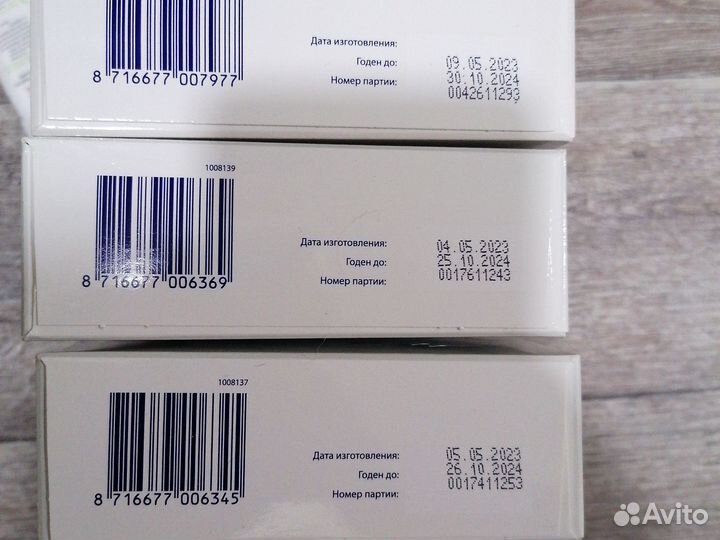 Дата изготовления: 09.05.2023
Годен до: 30.10.2024
Номер партии: 0042611293
8 716677 007977
1008139
Дата изготовления: 04.05.2023
Годен до: 25.10.2024
Номер партии: 0017611243
8 716677 006369
1008137
Дата изготовления: 05.05.2023
Годен до: 26.10.2024
Номер партии: 0017411253
8 716677 006345
Avito